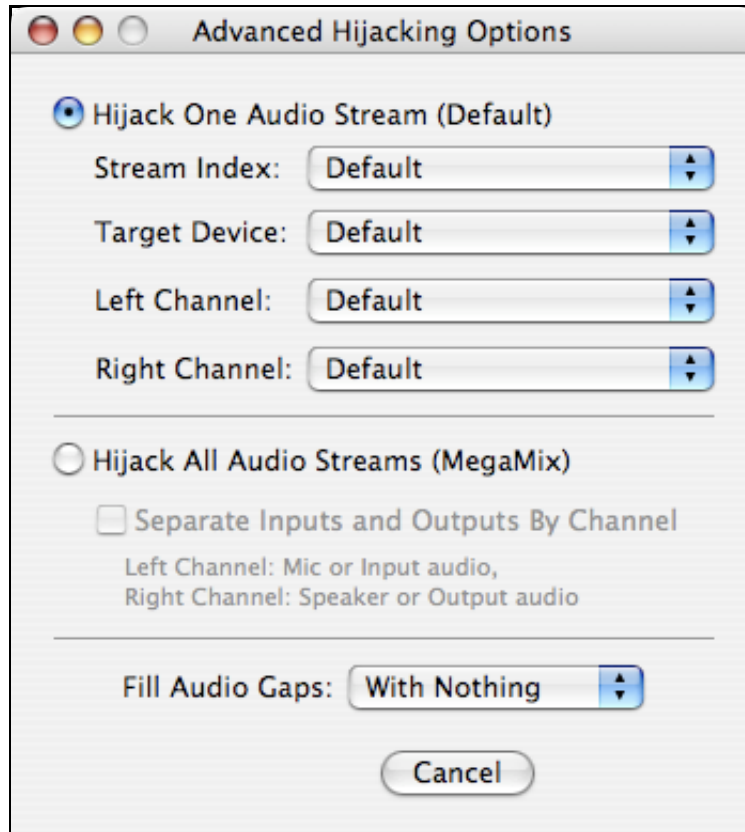 Advanced Hijacking Options
Hijack One Audio Stream (Default)
Stream Index: Default
Target Device: Default
Left Channel: Default
Right Channel: Default
Hijack All Audio Streams (MegaMix)
Separate Inputs and Outputs By Channel
Left Channel: Mic or Input audio,
Right Channel: Speaker or Output audio
Fill Audio Gaps: With Nothing
Cancel